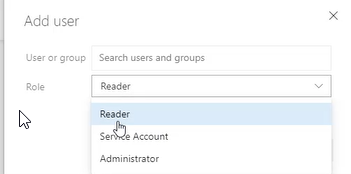 Add user
User or group
Search users and groups
Role
Reader
Reader
Service Account
Administrator